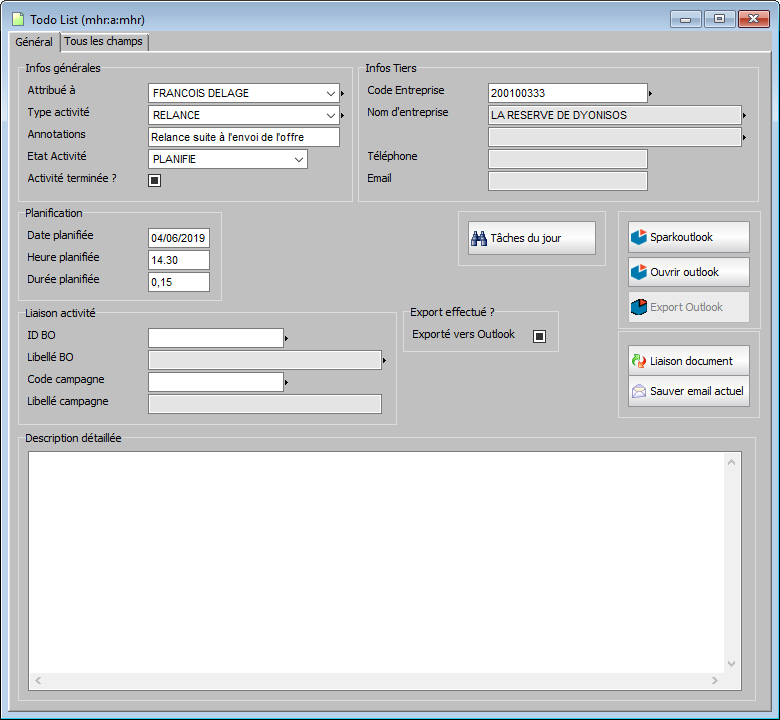 Todo List (mhr:a:mhr)
Général
Tous les champs
Infos générales
Attribué à
FRANCOIS DELAGE
Type activité
RELANCE
Annotations
Relance suite à l'envoi de l'offre
Etat Activité
PLANIFIE
Activité terminée ?
Infos Tiers
Code Entreprise
200100333
Nom d'entreprise
LA RESERVE DE DYONISOS
Téléphone
Email
Planification
Date planifiée
04/06/2019
Heure planifiée
14.30
Durée planifiée
0,15
Tâches du jour
Sparkoutlook
Ouvrir outlook
Export Outlook
Liaison activité
ID BO
Libellé BO
Code campagne
Libellé campagne
Export effectué ?
Exporté vers Outlook
Liaison document
Sauver email actuel
Description détaillée